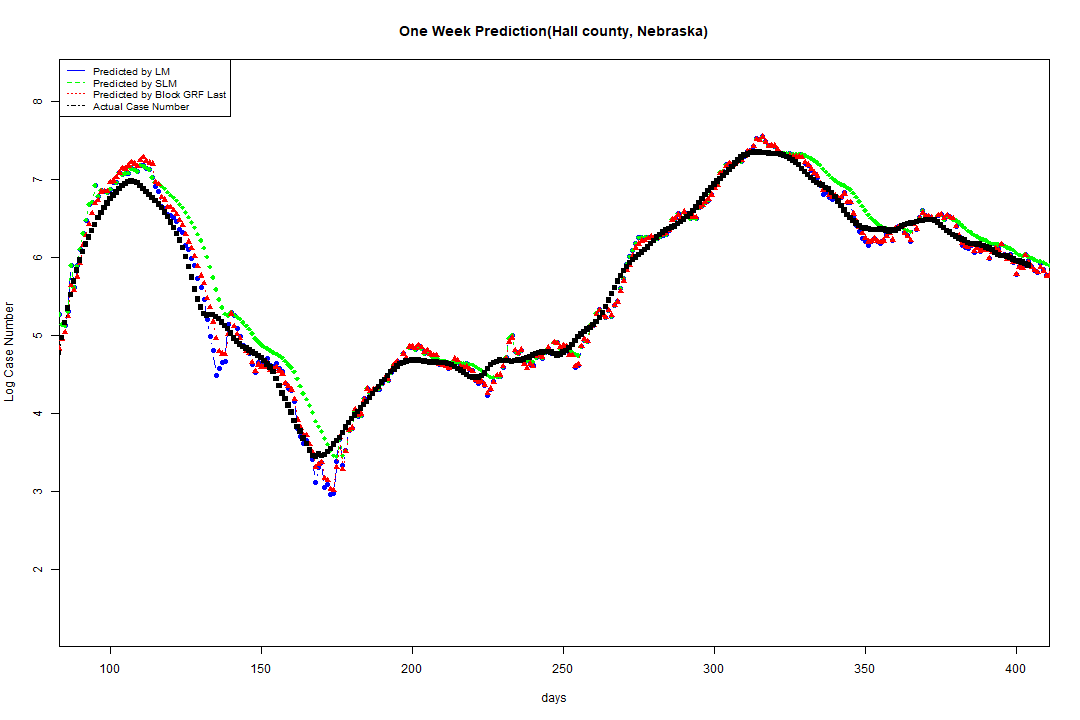 One Week Prediction(Hall county, Nebraska)
Predicted by LM
Predicted by SLM
Predicted by Block GRF Last
Actual Case Number
8
7
6
5
4
3
2
Log Case Number
100 150 200 250 300 350 400
days